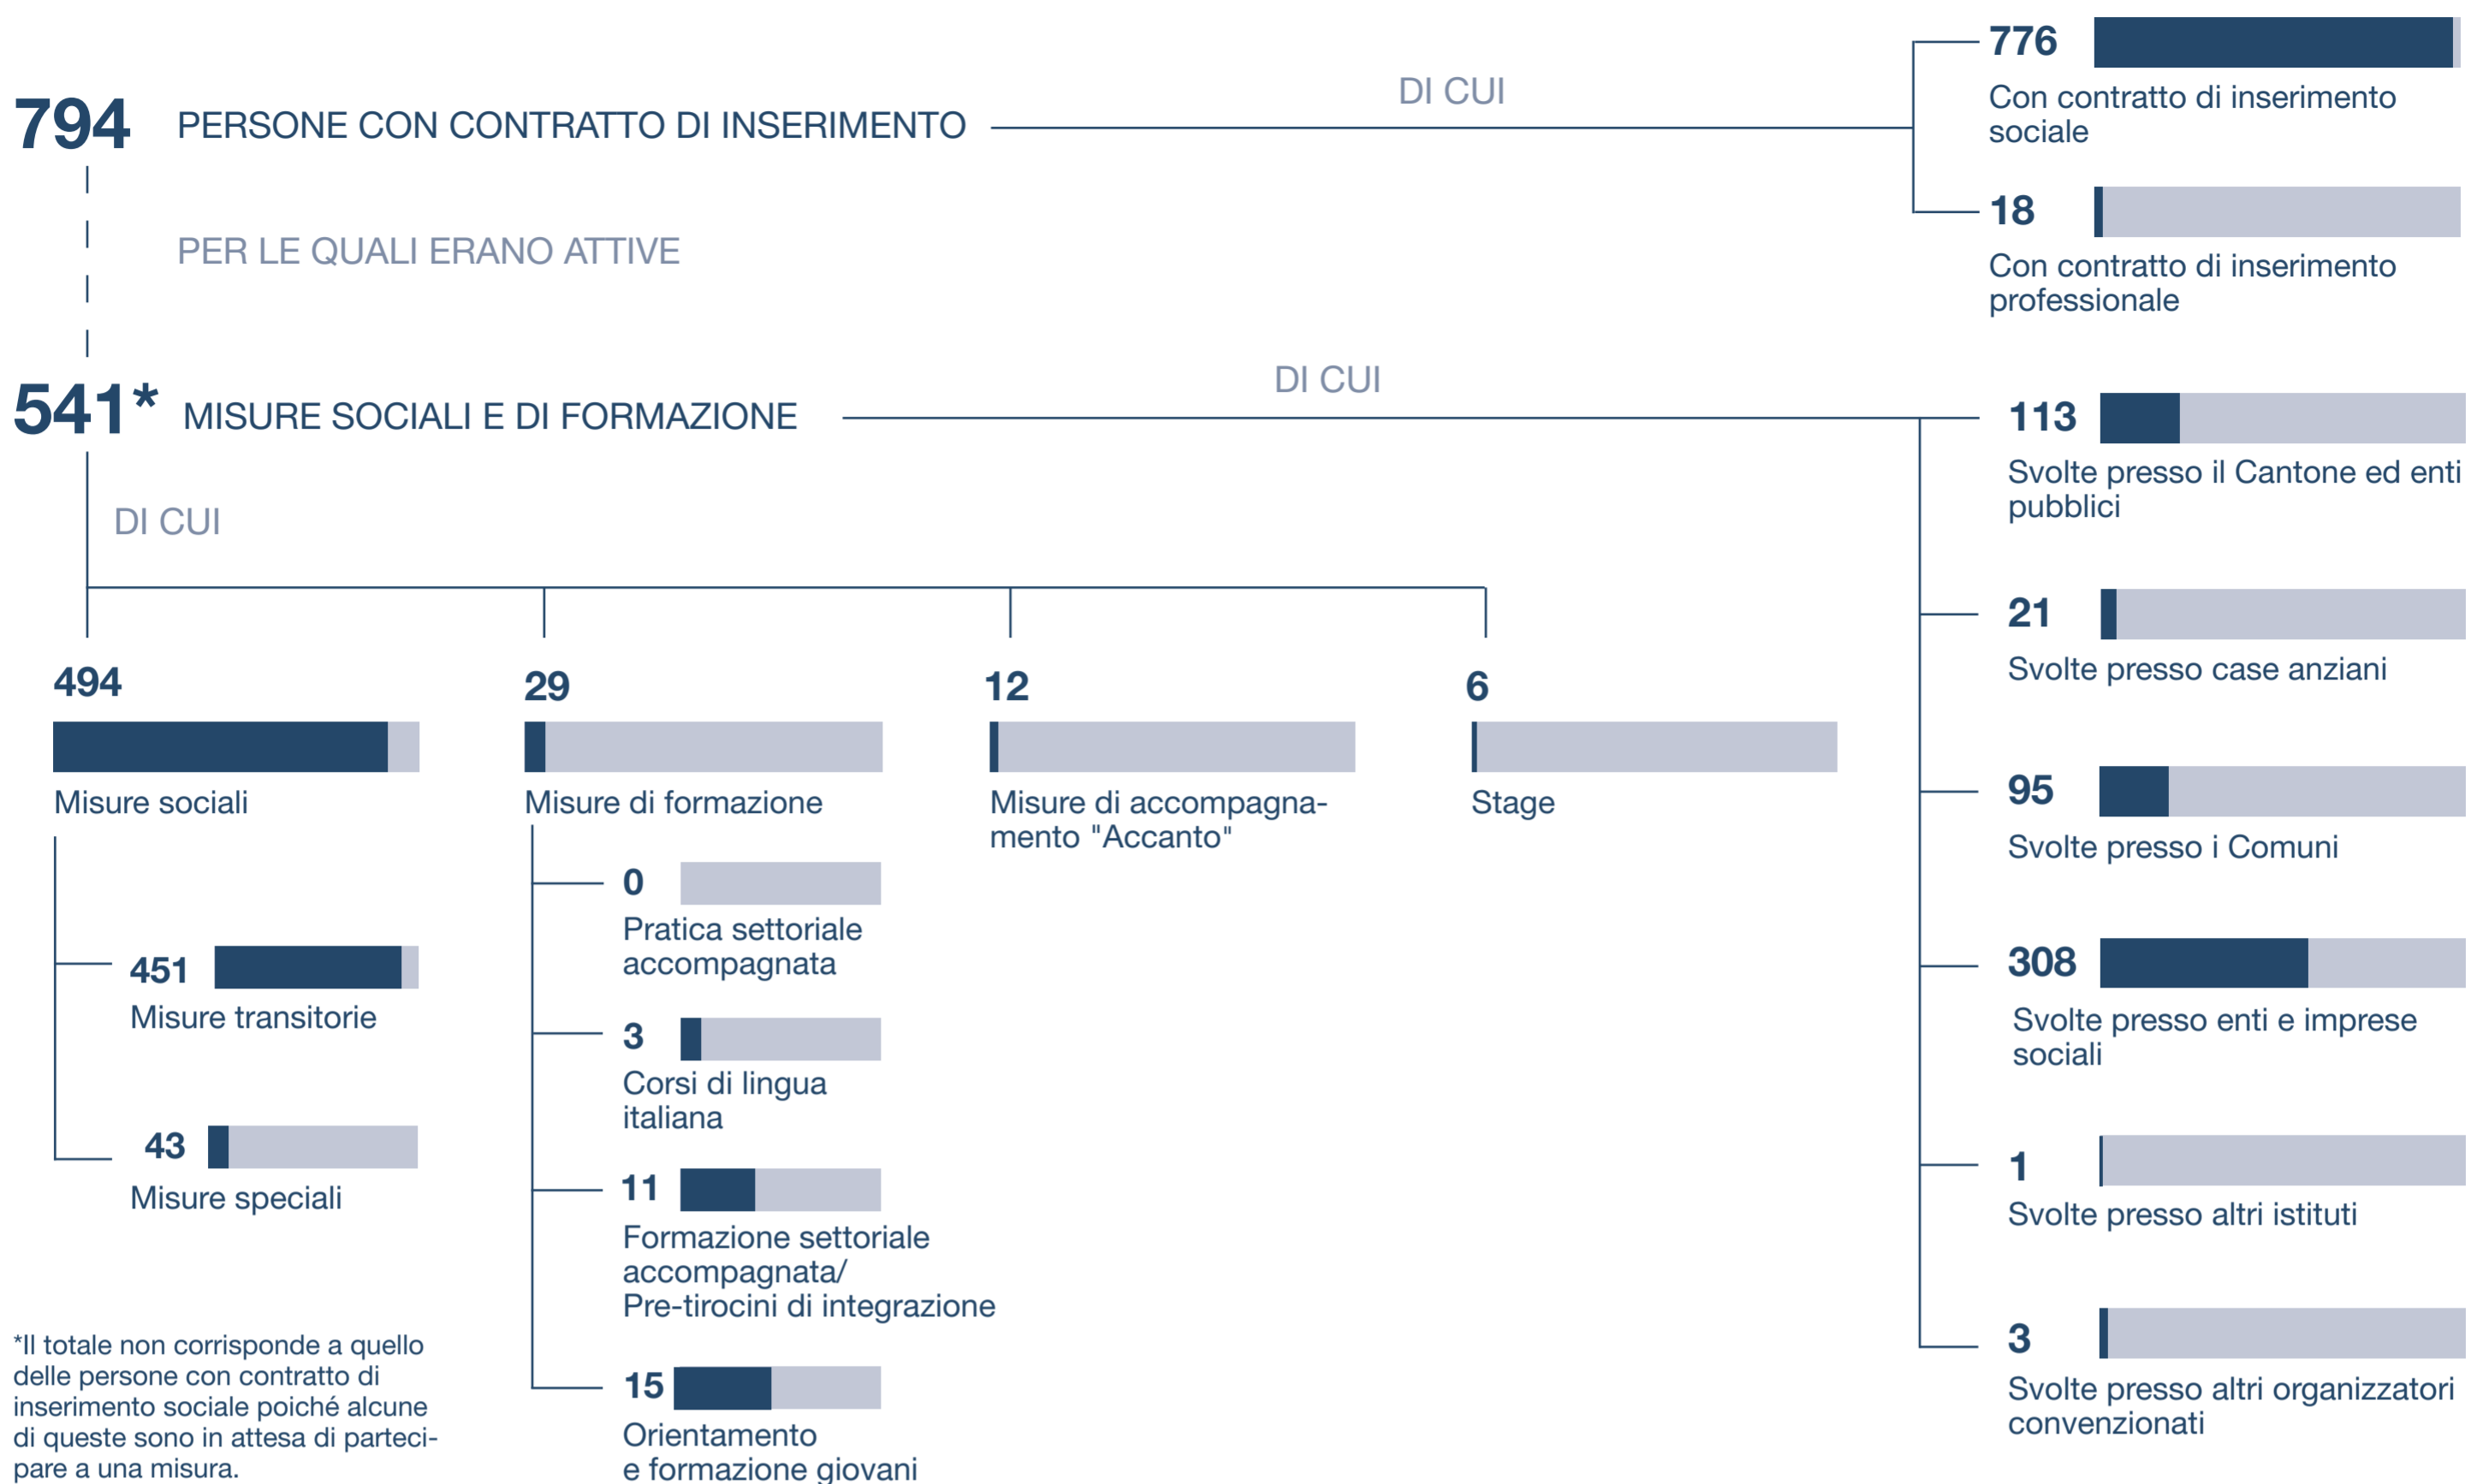 794 PERSONE CON CONTRATTO DI INSERIMENTO
DI CUI
776
Con contratto di inserimento
sociale
18
Con contratto di inserimento
professionale
PER LE QUALI ERANO ATTIVE
541* MISURE SOCIALI E DI FORMAZIONE
DI CUI
113
Svolte presso il Cantone ed enti
pubblici
21
Svolte presso case anziani
95
Svolte presso i Comuni
308
Svolte presso enti e imprese
sociali
1
Svolte presso altri istituti
3
Svolte presso altri organizzatori
convenzionati
DI CUI
494
Misure sociali
451
Misure transitorie
43
Misure speciali
29
Misure di formazione
0
Pratica settoriale
accompagnata
3
Corsi di lingua
italiana
11
Formazione settoriale
accompagnata/
Pre-tirocini di integrazione
15
Orientamento
e formazione giovani
12
Misure di accompagna-
mento "Accanto"
6
Stage
*Il totale non corrisponde a quello
delle persone con contratto di
inserimento sociale poiché alcune
di queste sono in attesa di parteci-
pare a una misura.